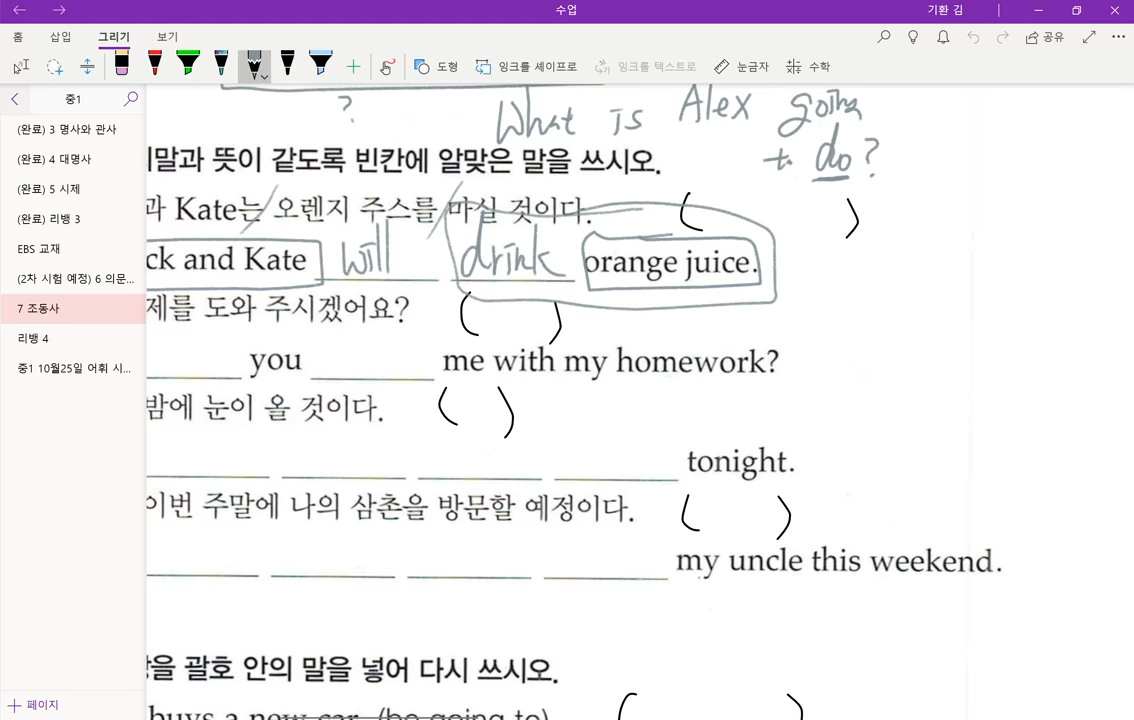 수업
기환 김
홈 삽입 그리기 보기
공유
도형 잉크를 셰이프로 잉크를 텍스트로 눈금자 수학
중1
(완료) 3 명사와 관사
(완료) 4 대명사
(완료) 5 시제
(완료) 리뱅 3
EBS 교재
(2차 시험 예정) 6 의문...
7 조동사
리뱅 4
중1 10월25일 어휘 시...
페이지
?
What is Alex going
to do?
말과 뜻이 같도록 빈칸에 알맞은 말을 쓰시오.
과 Kate는 오렌지 주스를 마실 것이다. ( )
ck and Kate will drink orange juice.
제를 도와 주시겠어요? ( )
you me with my homework?
밤에 눈이 올 것이다. ( )
tonight.
이번 주말에 나의 삼촌을 방문할 예정이다. ( )
my uncle this weekend.
을 괄호 안의 말을 넣어 다시 쓰시오.
buys a new car. (be going to) ( )